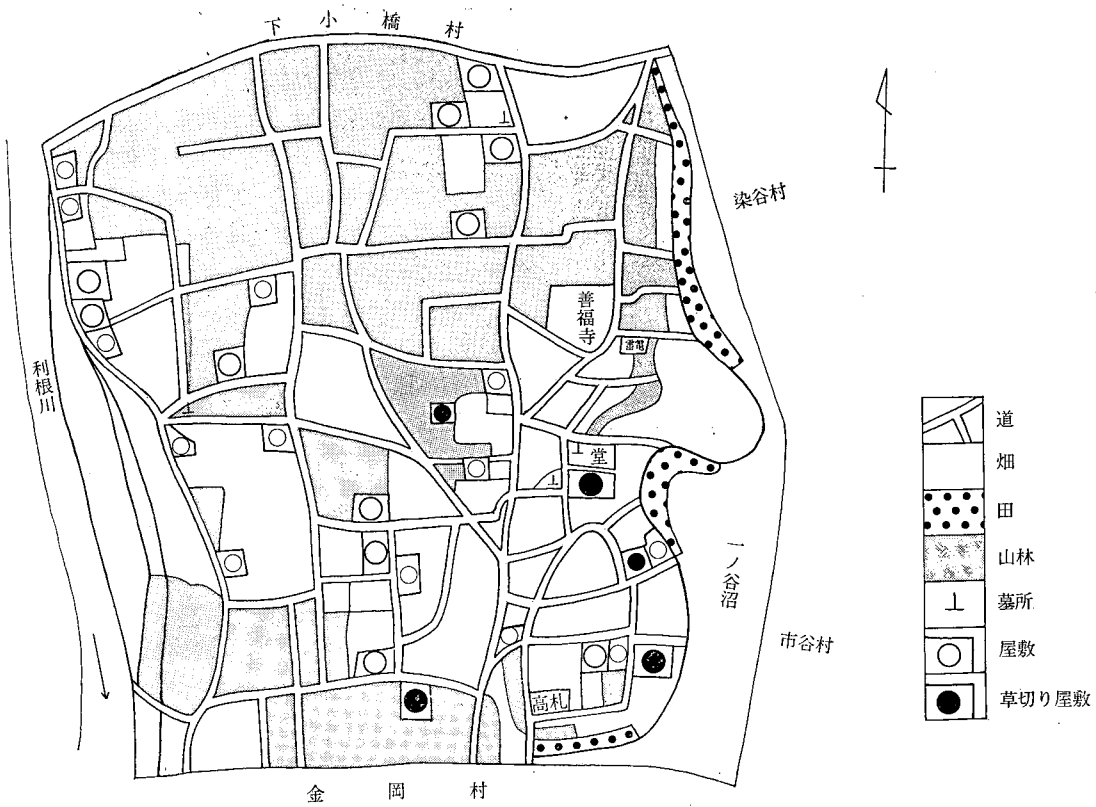 下小橋村
染谷村
利根川
善福寺
雷電
堂
一ノ谷沼
市谷村
高札
金岡村
道
畑
田
山林
墓所
屋敷
草切り屋敷